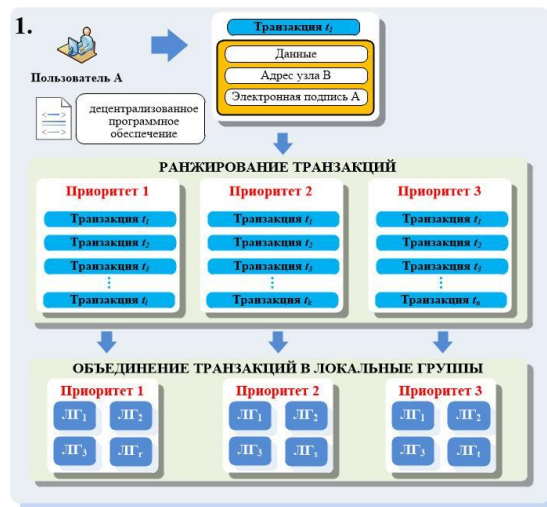 1.
Транзакция t₁
Данные
Адрес узла В
Электронная подпись А
Пользователь А
<---->
<---->
децентрализованное
программное
обеспечение
РАНЖИРОВАНИЕ ТРАНЗАКЦИЙ
Приоритет 1
Транзакция t₁
Транзакция t₂
Транзакция t₃
Транзакция tₗ
Приоритет 2
Транзакция t₁
Транзакция t₂
Транзакция t₃
Транзакция tₖ
Приоритет 3
Транзакция t₁
Транзакция t₂
Транзакция t₃
Транзакция tₙ
ОБЪЕДИНЕНИЕ ТРАНЗАКЦИЙ В ЛОКАЛЬНЫЕ ГРУППЫ
Приоритет 1
ЛГ₁ ЛГ₂
ЛГ₃ ЛГᵣ
Приоритет 2
ЛГ₁ ЛГ₂
ЛГ₃ ЛГₛ
Приоритет 3
ЛГ₁ ЛГ₂
ЛГ₃ ЛГₜ